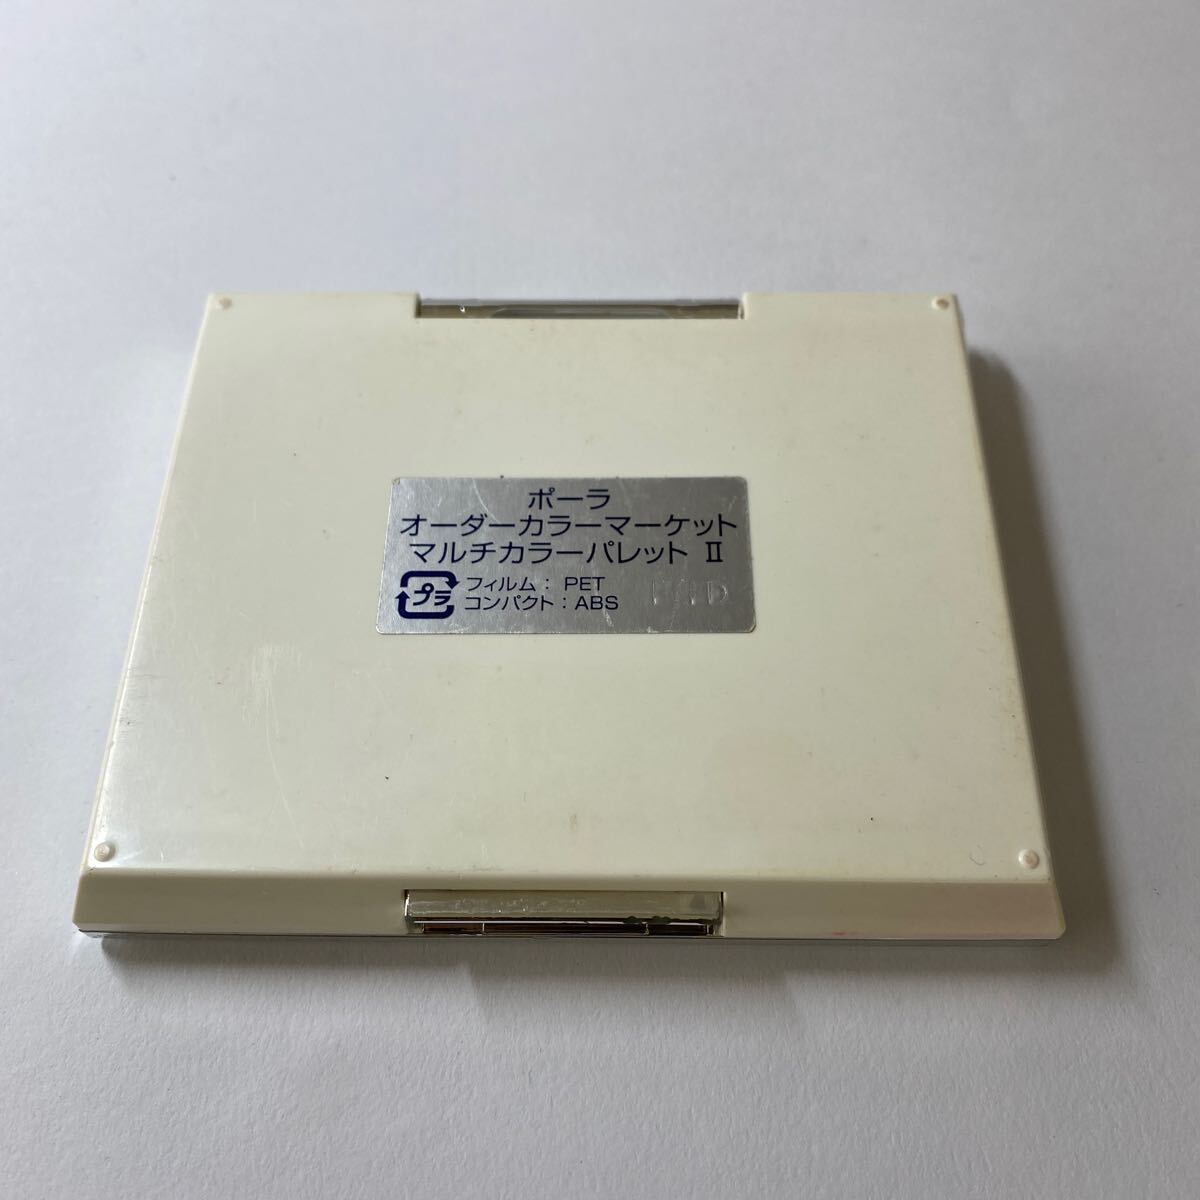 ポーラ
オーダーカラーマーケット
マルチカラーパレット Ⅱ
プラ
フィルム : PET
コンパクト : ABS